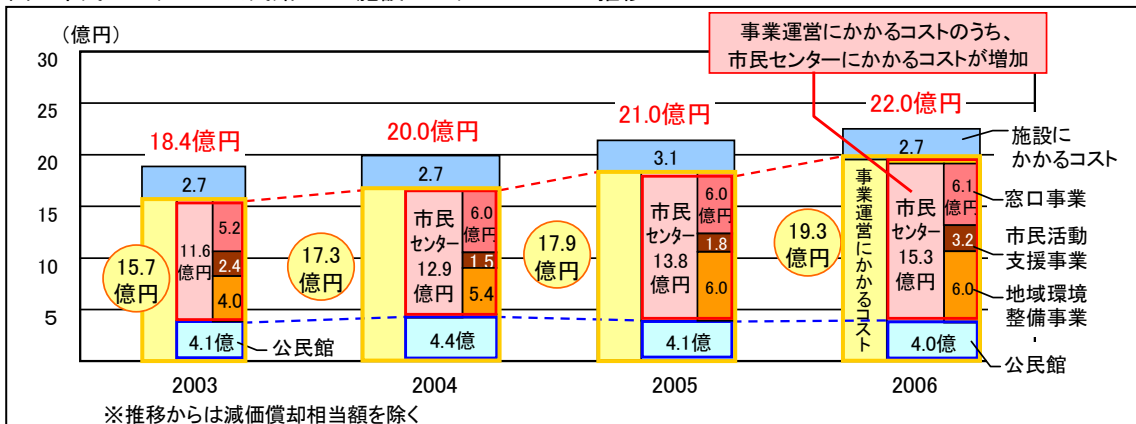 (億円)
事業運営にかかるコストのうち、
市民センターにかかるコストが増加
30
25
20
15
10
5
18.4億円
20.0億円
21.0億円
22.0億円
2.7
2.7
3.1
2.7
施設に
かかるコスト
15.7
億円
11.6
億円
5.2
2.4
4.0
4.1億
公民館
17.3
億円
市民
センター
12.9
億円
6.0
億円
1.5
5.4
4.4億
17.9
億円
市民
センター
13.8
億円
6.0
億円
1.8
6.0
4.1億
19.3
億円
事業運営にかかるコスト
市民
センター
15.3
億円
6.1
億円
3.2
6.0
4.0億
窓口事業
市民活動
支援事業
地域環境
整備事業
公民館
2003
2004
2005
2006
※推移からは減価償却相当額を除く